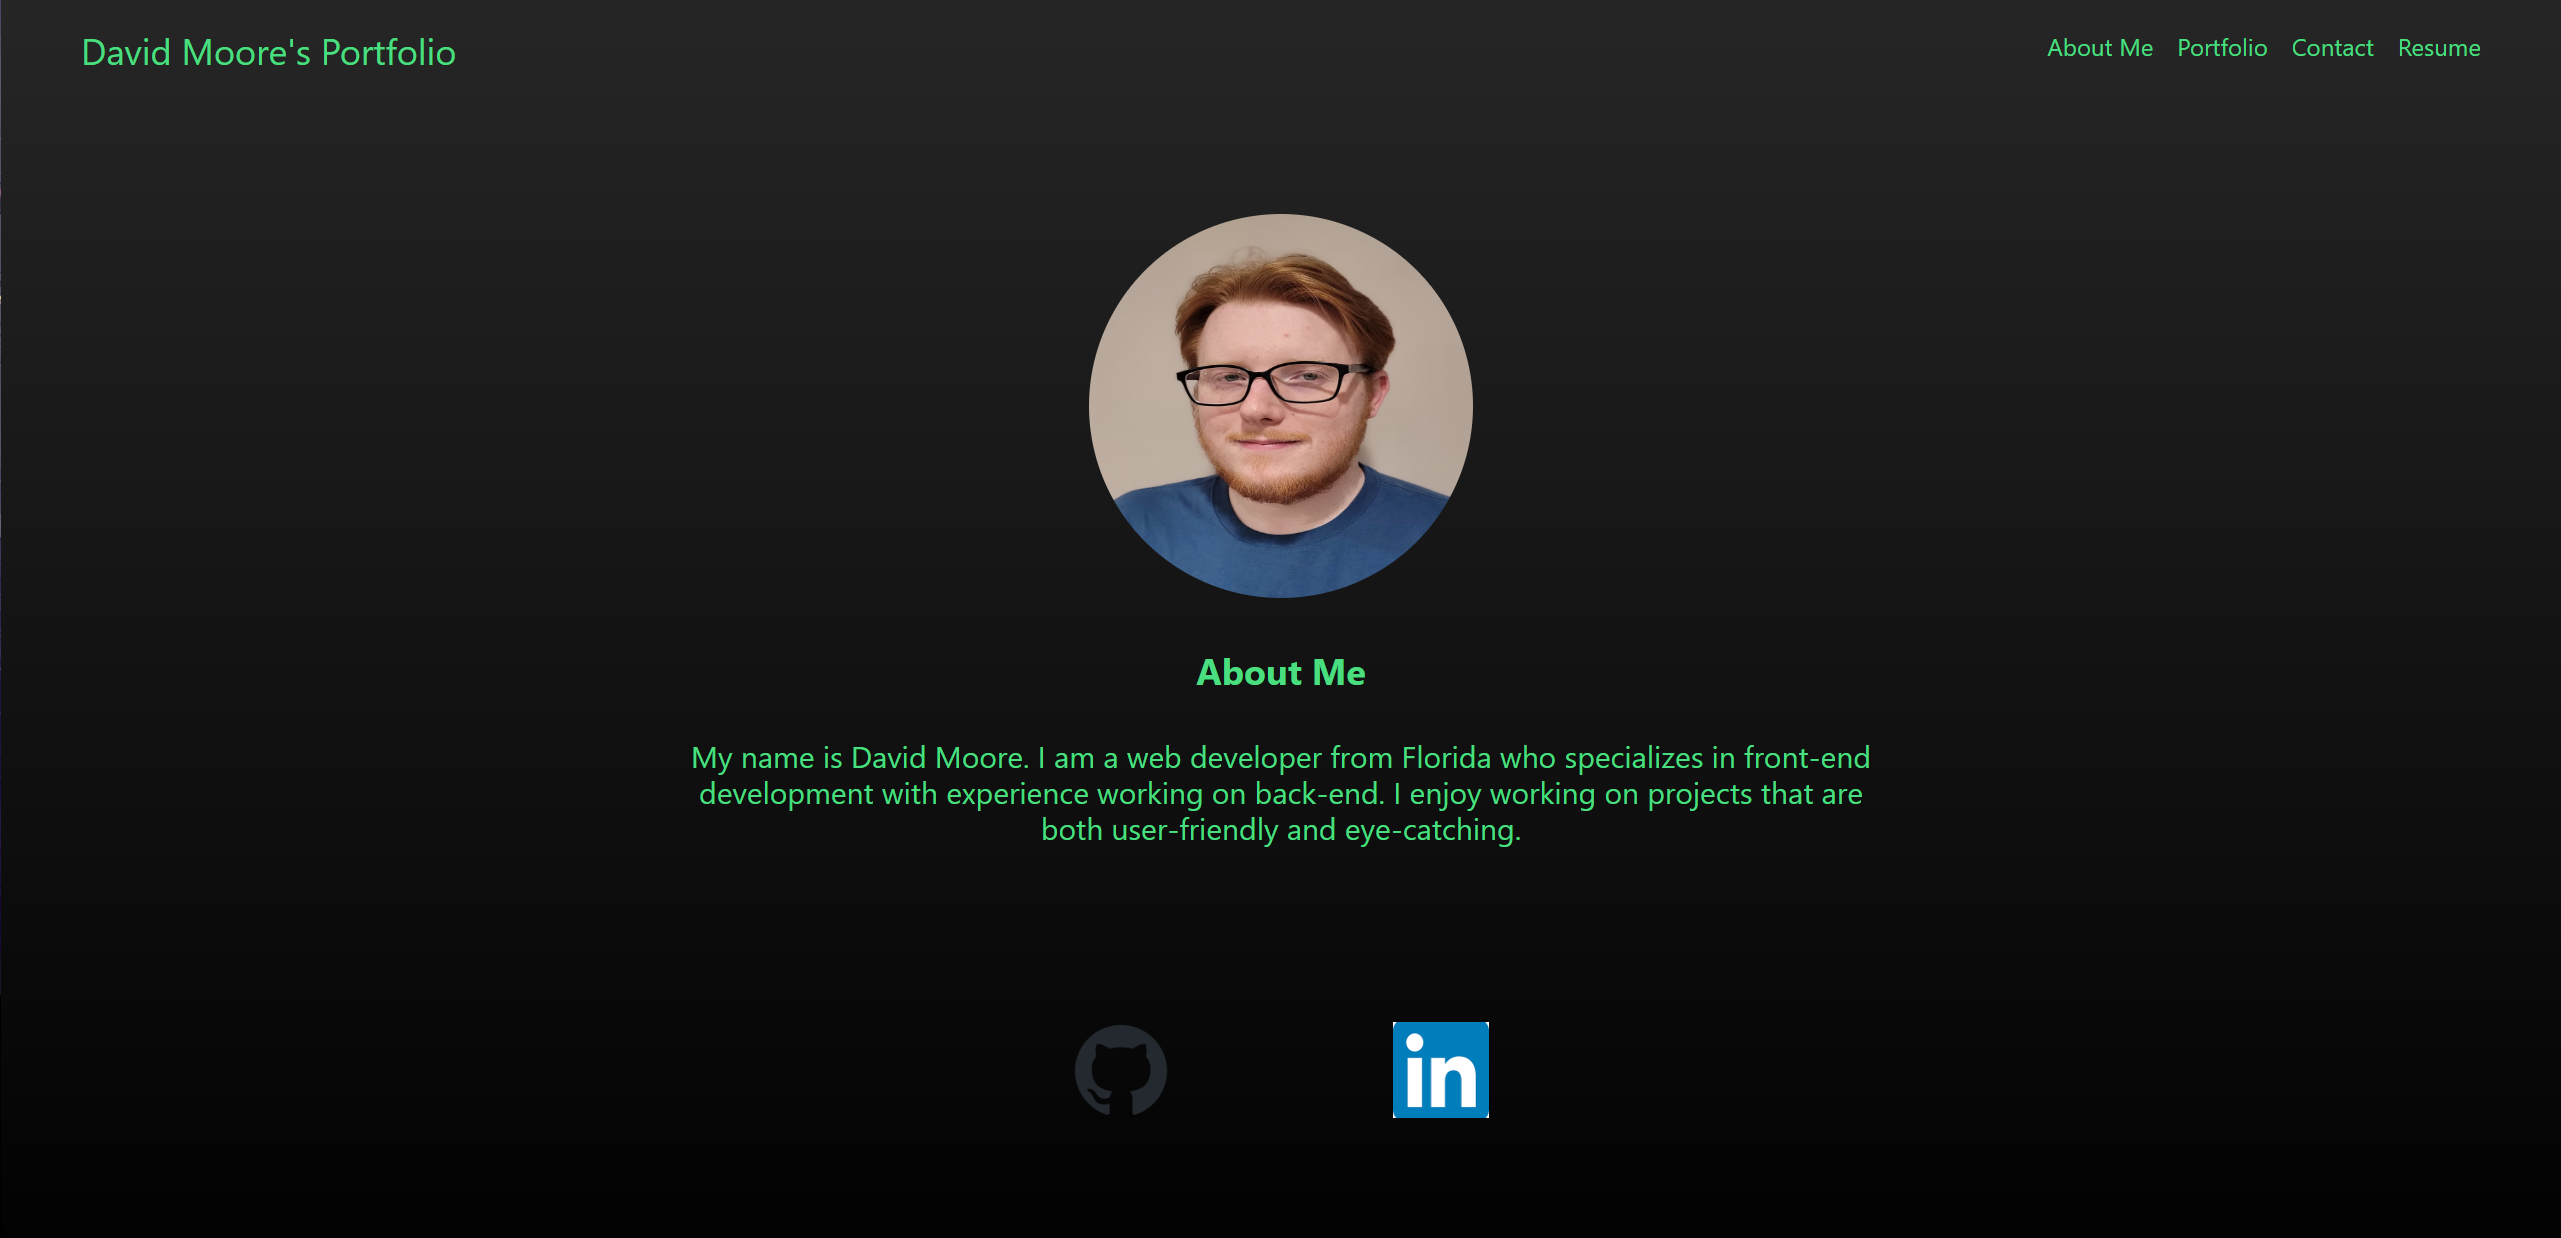 David Moore's Portfolio
About Me Portfolio Contact Resume
About Me
My name is David Moore. I am a web developer from Florida who specializes in front-end
development with experience working on back-end. I enjoy working on projects that are
both user-friendly and eye-catching.
in